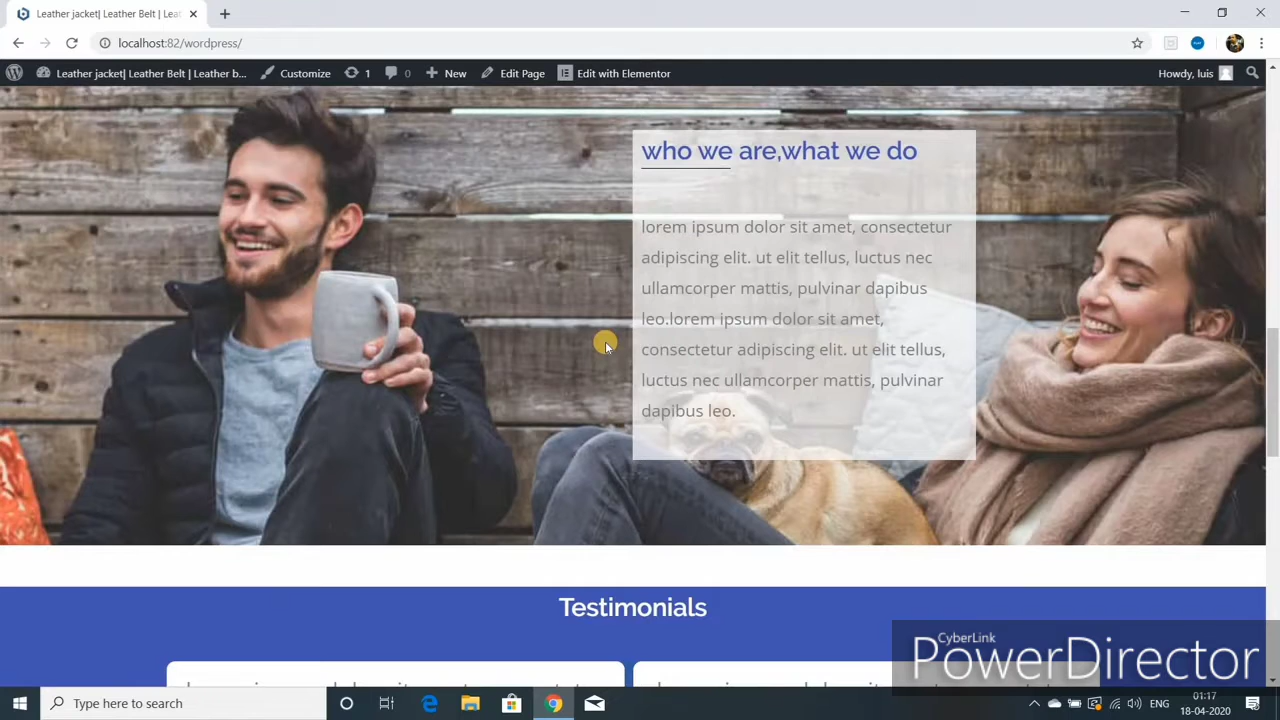 Leather jacket| Leather Belt | Leat
localhost:82/wordpress/
Leather jacket| Leather Belt | Leather b... Customize 1 0 New Edit Page Edit with Elementor Howdy, luis
who we are,what we do
lorem ipsum dolor sit amet, consectetur
adipiscing elit. ut elit tellus, luctus nec
ullamcorper mattis, pulvinar dapibus
leo.lorem ipsum dolor sit amet,
consectetur adipiscing elit. ut elit tellus,
luctus nec ullamcorper mattis, pulvinar
dapibus leo.
Testimonials
CyberLink
PowerDirector
Type here to search
ENG
01:17
18-04-2020